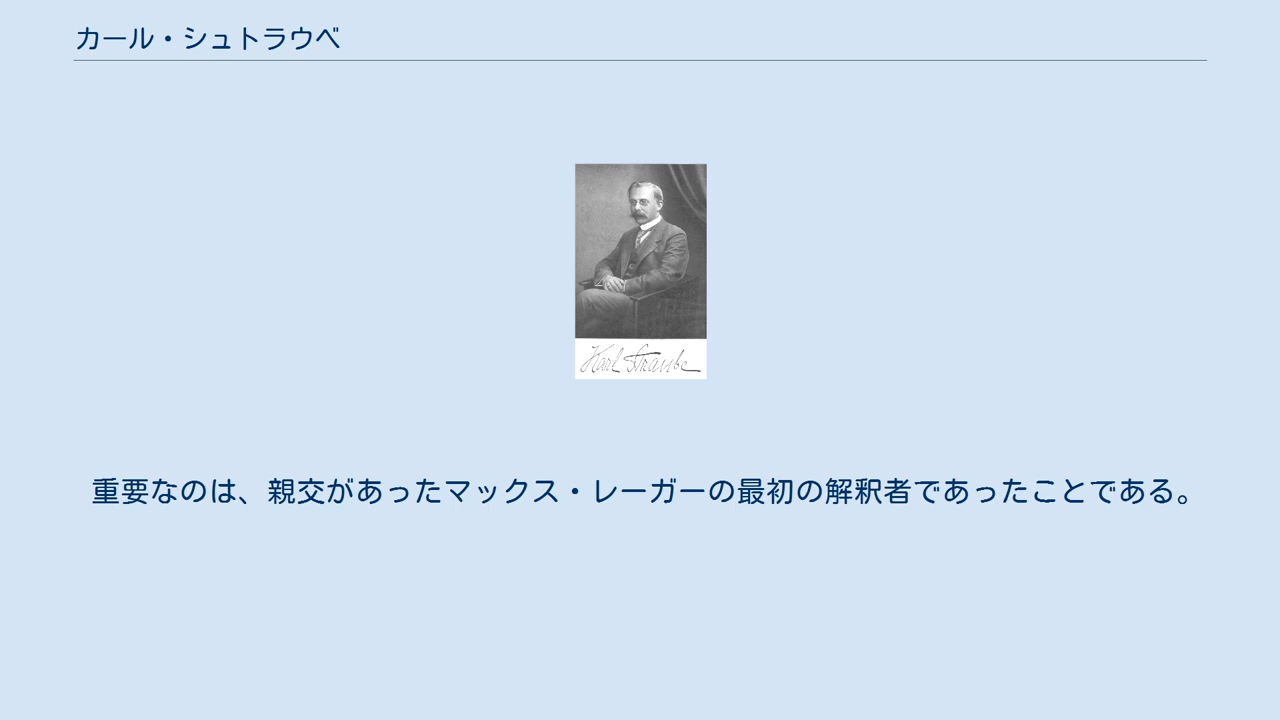 カール・シュトラウベ
Karl Straube
重要なのは、親交があったマックス・レーガーの最初の解釈者であったことである。